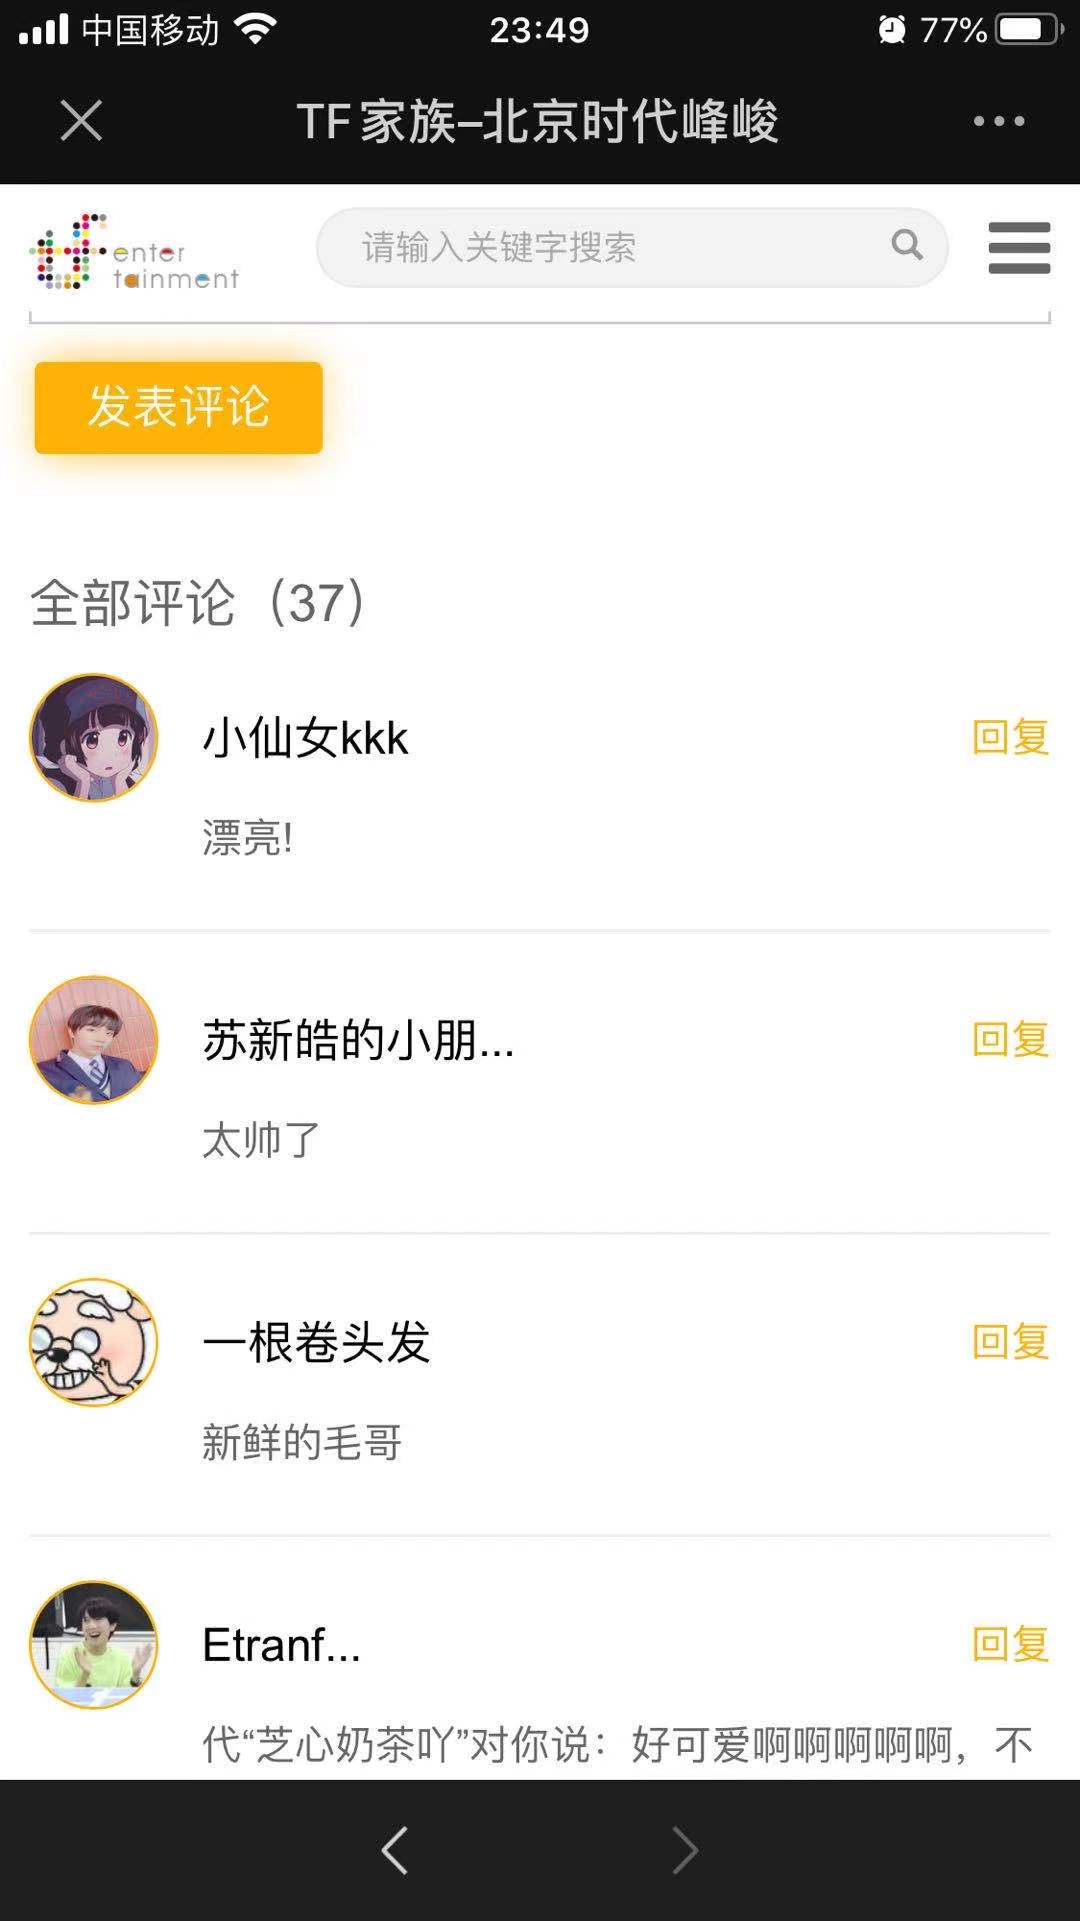 中国移动
23:49
77%
TF家族-北京时代峰峻
enter
tainment
请输入关键字搜索
发表评论
全部评论（37）
小仙女kkk
回复
漂亮!
苏新皓的小朋...
回复
太帅了
一根卷头发
回复
新鲜的毛哥
Etranf...
回复
代“芝心奶茶吖”对你说：好可爱啊啊啊啊啊，不